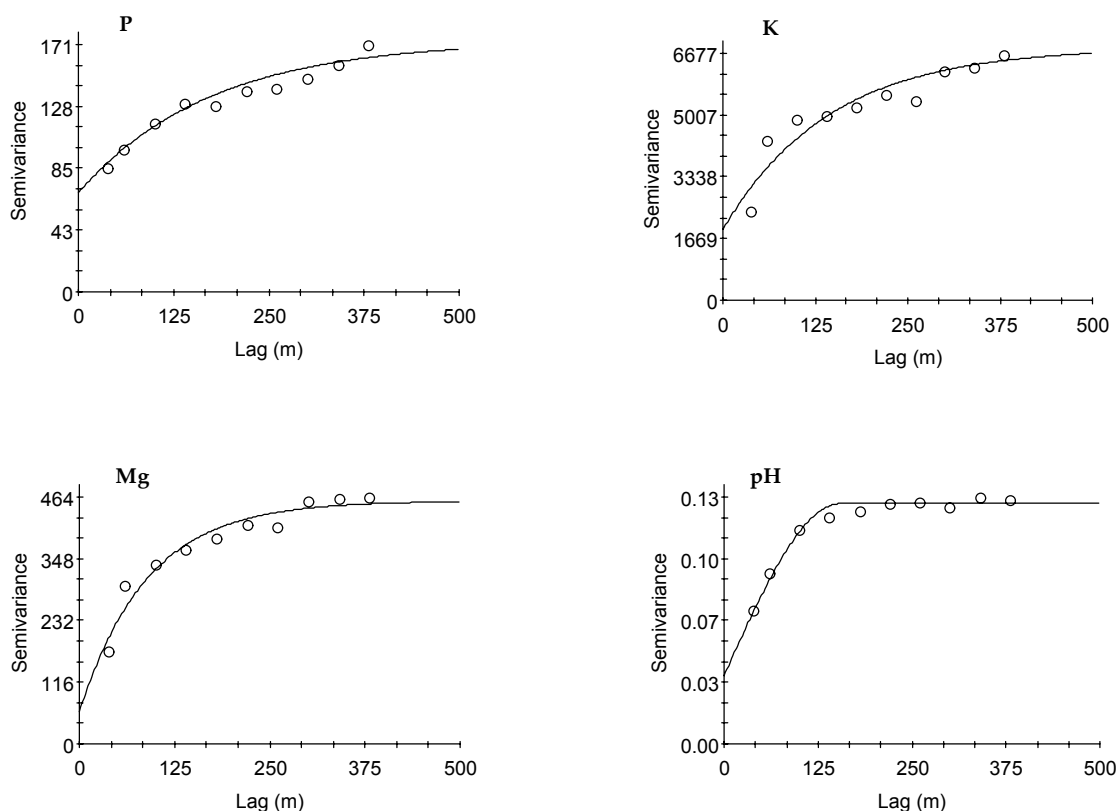 P
171
128
85
43
0
Semivariance
0 125 250 375 500
Lag (m)
K
6677
5007
3338
1669
0
Semivariance
0 125 250 375 500
Lag (m)
Mg
464
348
232
116
0
Semivariance
0 125 250 375 500
Lag (m)
pH
0.13
0.10
0.07
0.03
0.00
Semivariance
0 125 250 375 500
Lag (m)